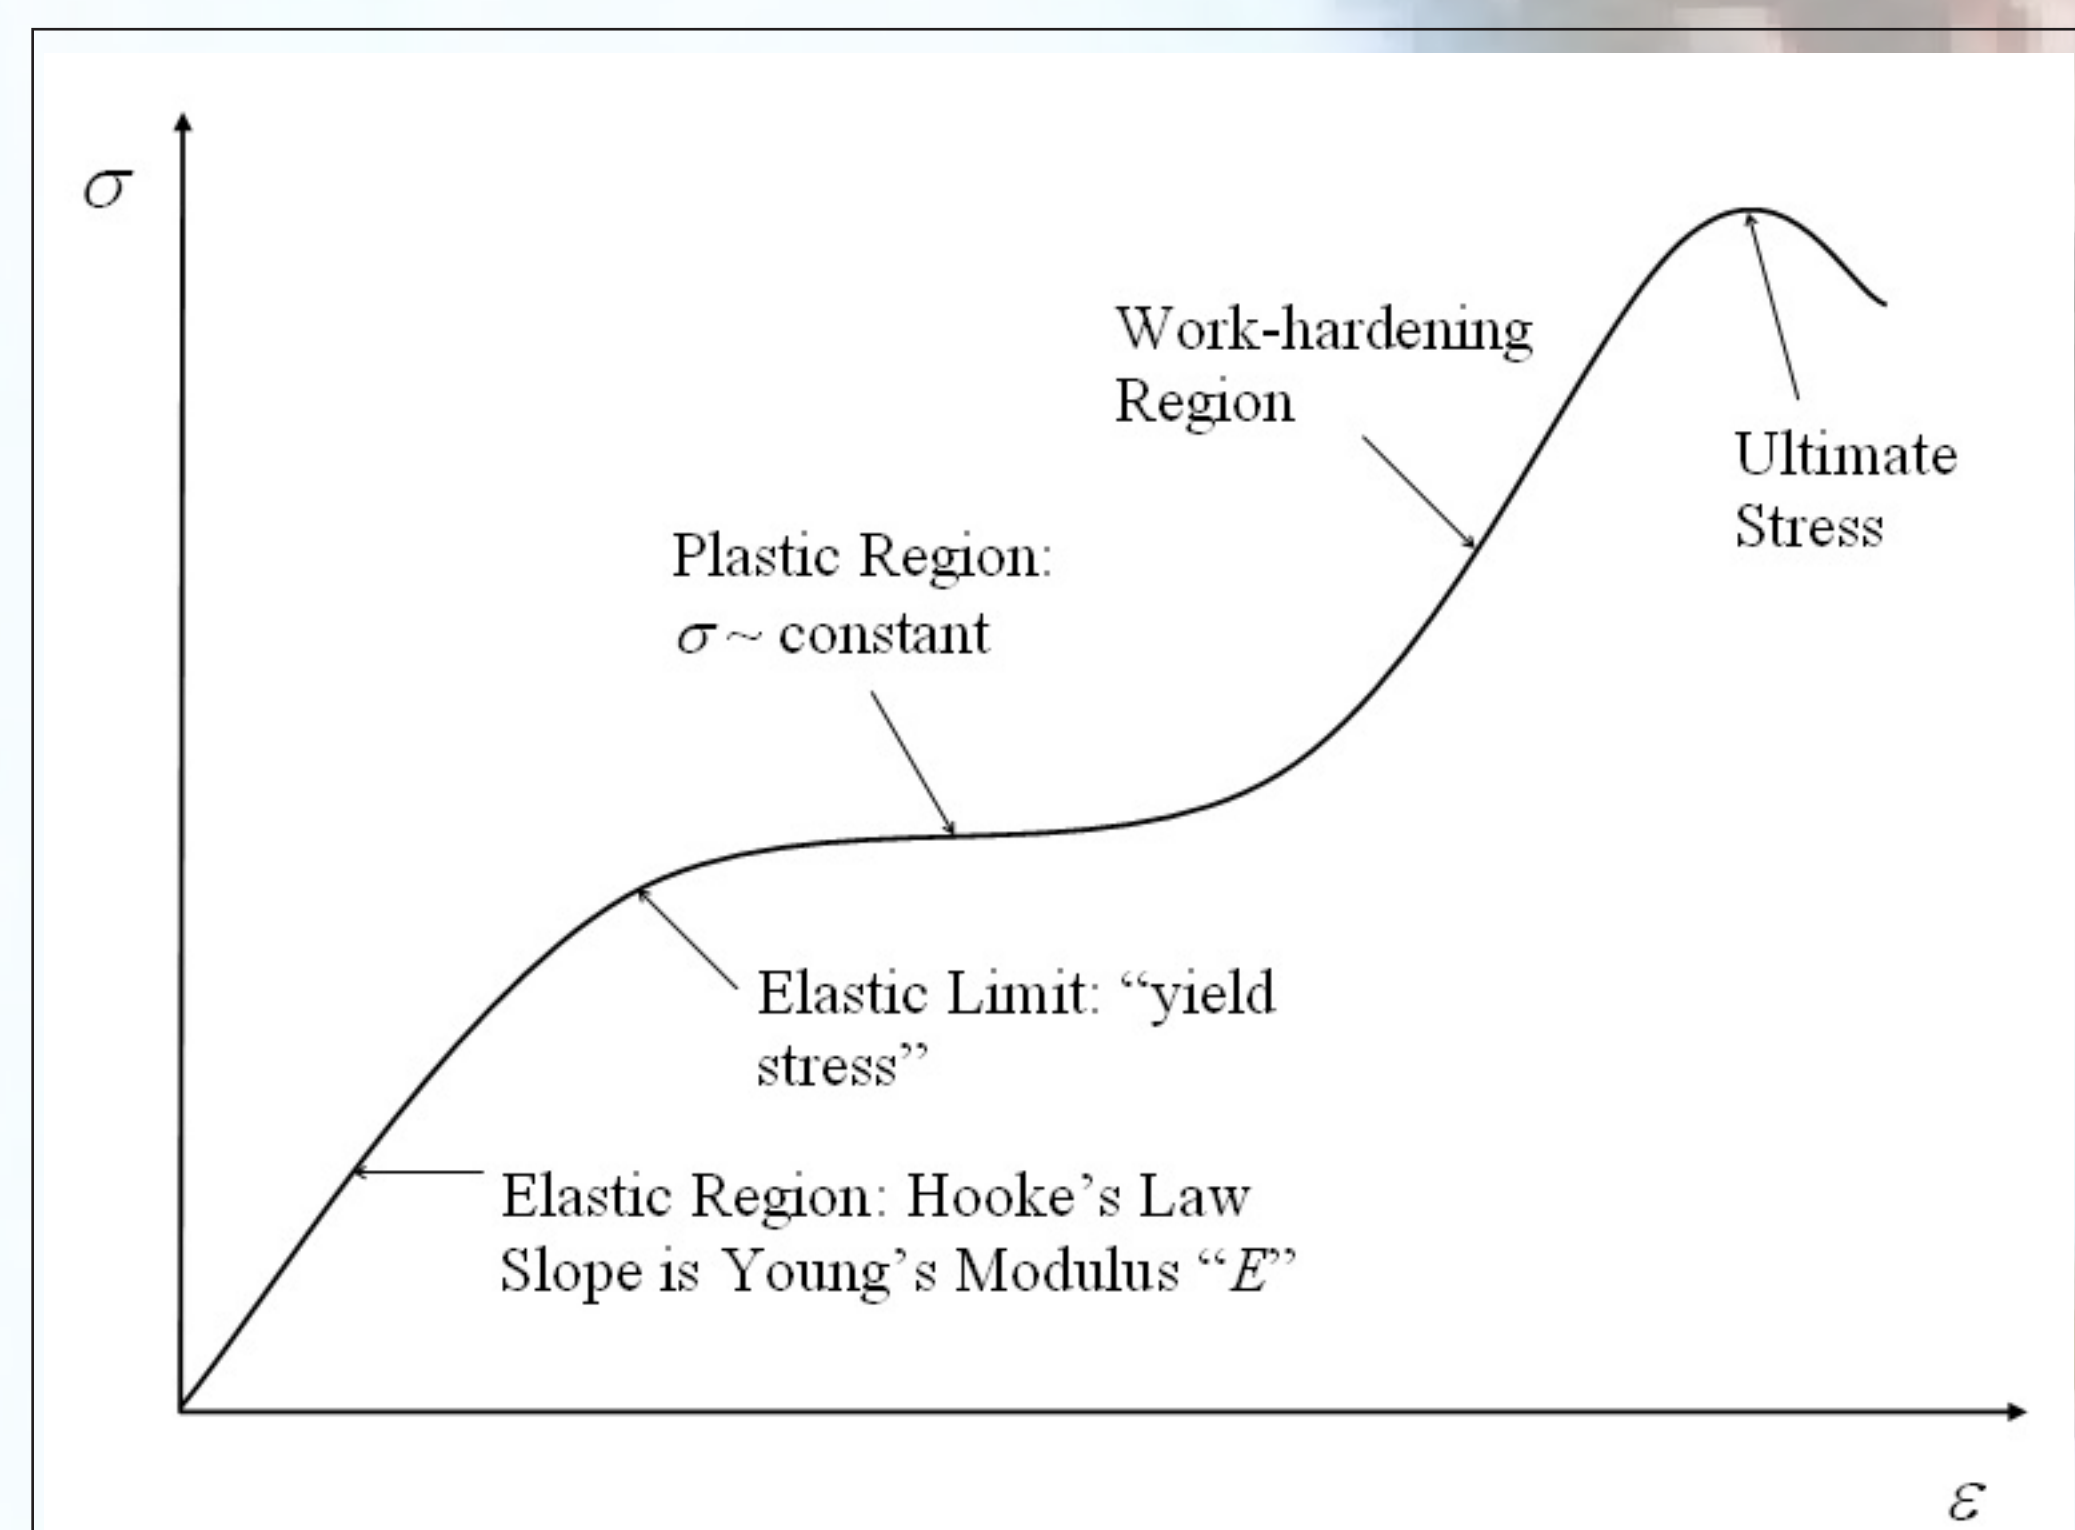 σ
Work-hardening
Region
Ultimate
Stress
Plastic Region:
σ ~ constant
Elastic Limit: “yield
stress”
Elastic Region: Hooke’s Law
Slope is Young’s Modulus “E”
ε